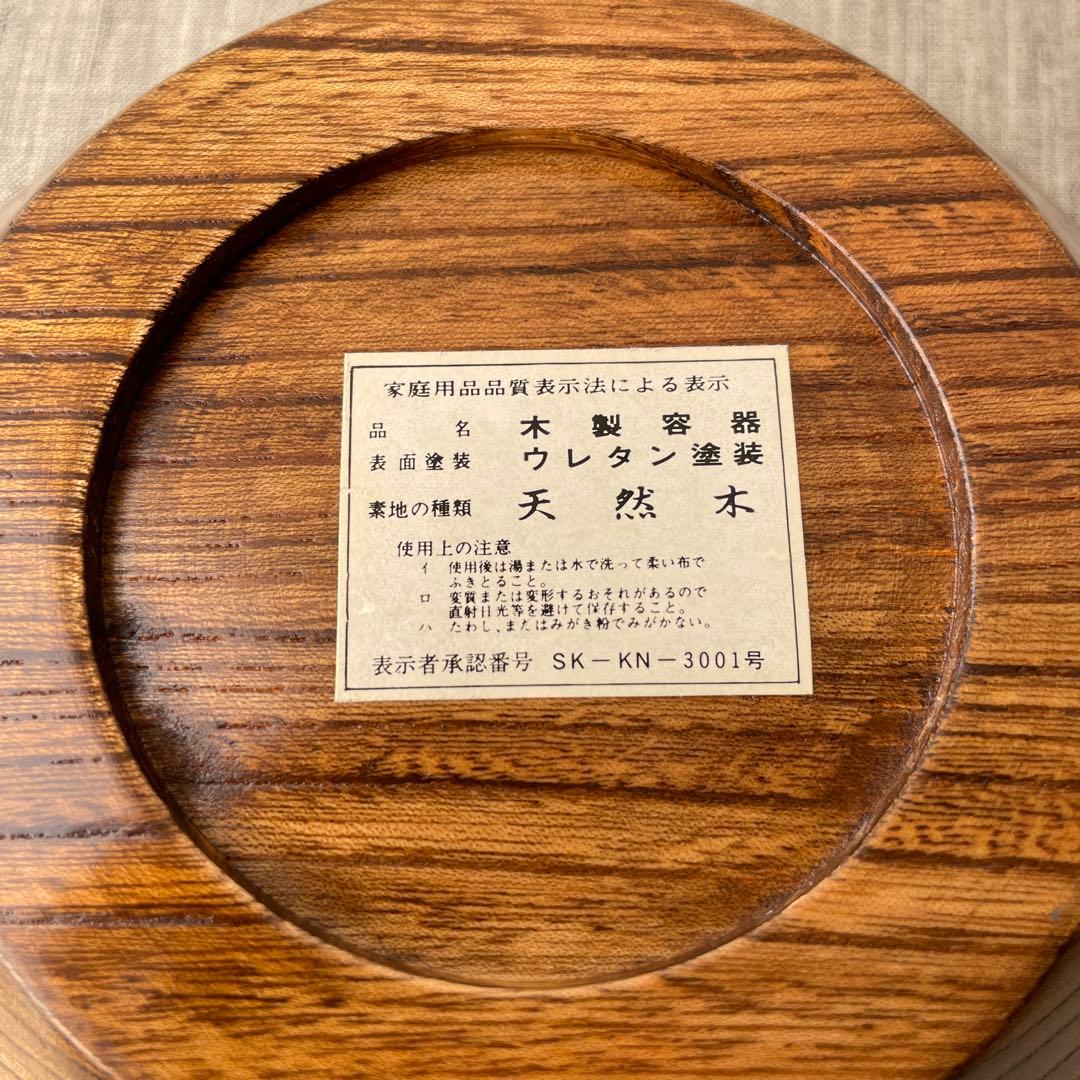 家庭用品品質表示法による表示
品名 木製容器
表面塗装 ウレタン塗装
素地の種類 天然木
使用上の注意
イ 使用後は湯または水で洗って柔い布で
ふきとること。
ロ 変質または変形するおそれがあるので
直射日光等を避けて保存すること。
ハ たわし、またはみがき粉でみがかない。
表示者承認番号 SK-KN-3001号